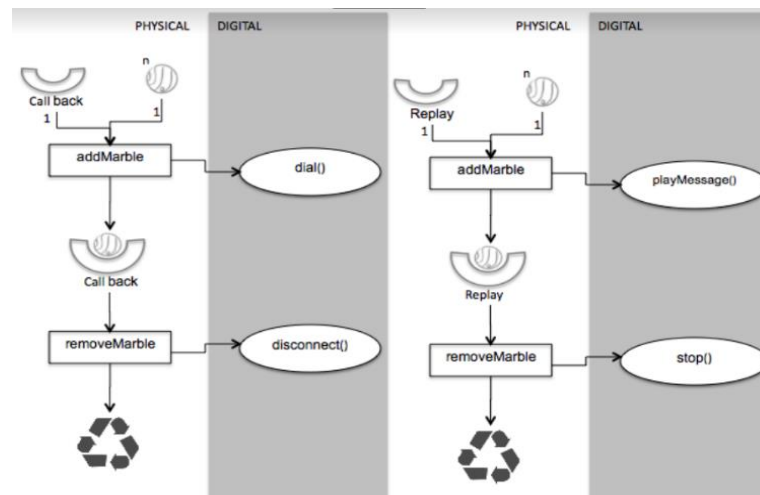 PHYSICAL DIGITAL
n
Call back
1 1
addMarble
dial()
Call back
removeMarble
disconnect()
PHYSICAL DIGITAL
n
Replay
1 1
addMarble
playMessage()
Replay
removeMarble
stop()